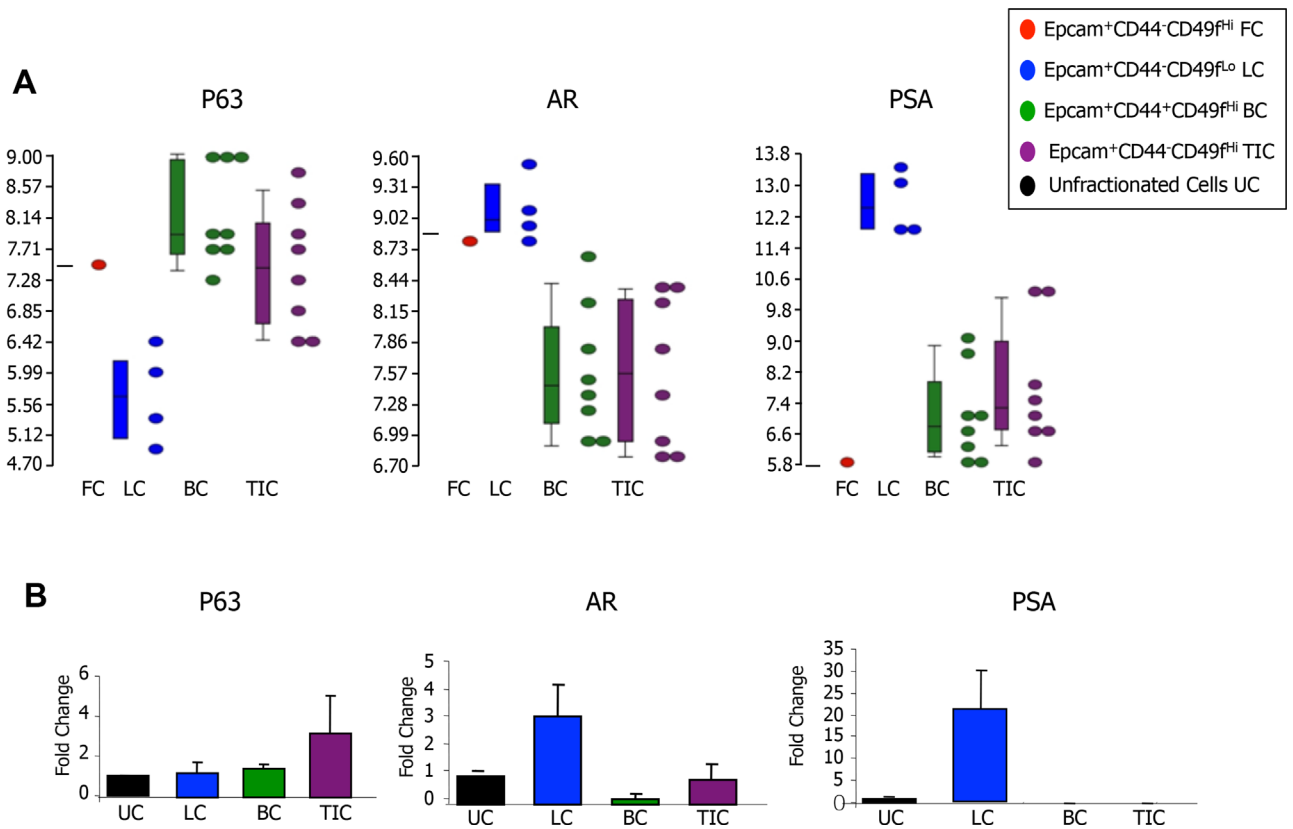 Epcam⁺CD44⁻CD49fᴴⁱ FC
Epcam⁺CD44⁻CD49fᴸᵒ LC
Epcam⁺CD44⁺CD49fᴴⁱ BC
Epcam⁺CD44⁻CD49fᴴⁱ TIC
Unfractionated Cells UC
A
P63
9.00
8.57
8.14
7.71
7.28
6.85
6.42
5.99
5.56
5.12
4.70
FC LC BC TIC
AR
9.60
9.31
9.02
8.73
8.44
8.15
7.86
7.57
7.28
6.99
6.70
FC LC BC TIC
PSA
13.8
13.0
12.2
11.4
10.6
9.8
9.0
8.2
7.4
6.6
5.8
FC LC BC TIC
B
P63
Fold Change
6
4
2
0
UC LC BC TIC
AR
Fold Change
5
4
3
2
1
0
UC LC BC TIC
PSA
Fold Change
35
30
25
20
15
10
5
0
UC LC BC TIC